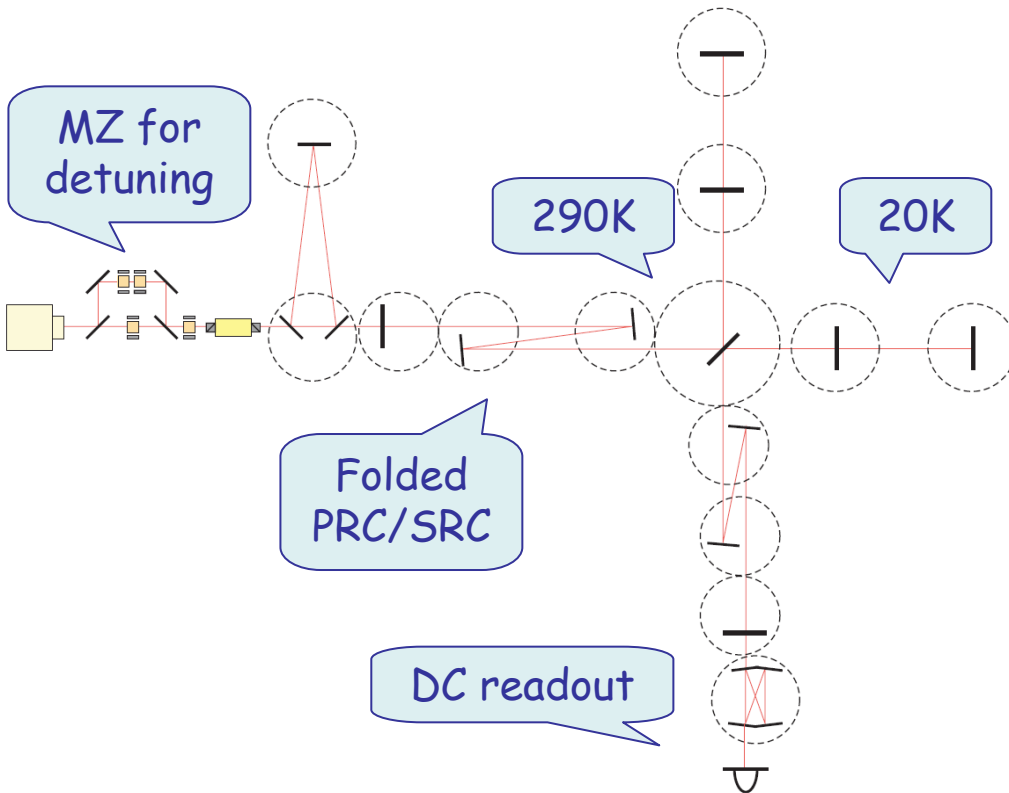 MZ for
detuning
290K
20K
Folded
PRC/SRC
DC readout